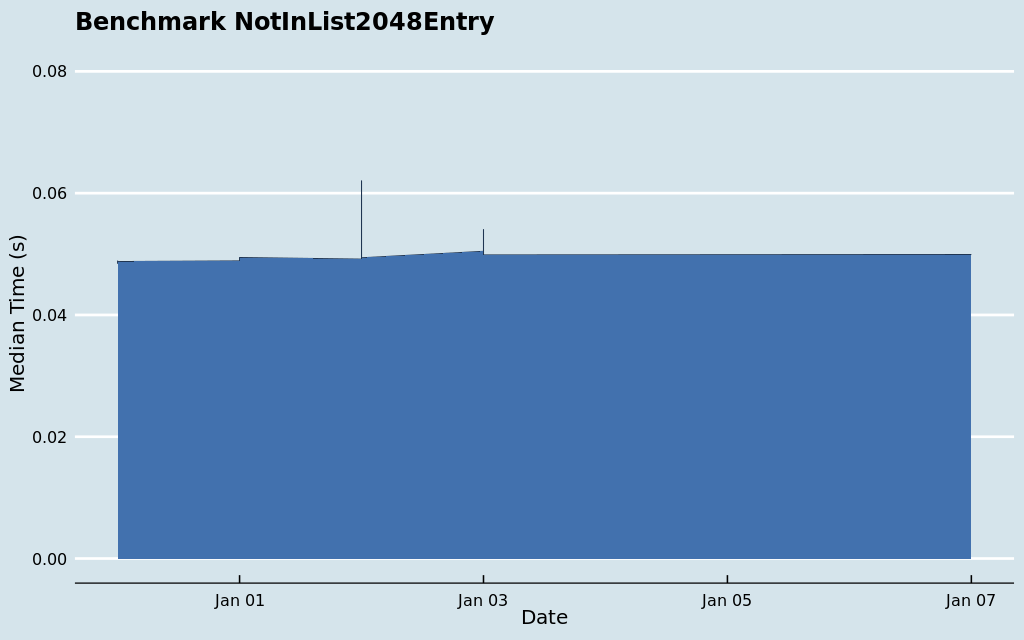 Benchmark NotInList2048Entry
0.08
0.06
0.04
0.02
0.00
Median Time (s)
Jan 01 Jan 03 Jan 05 Jan 07
Date